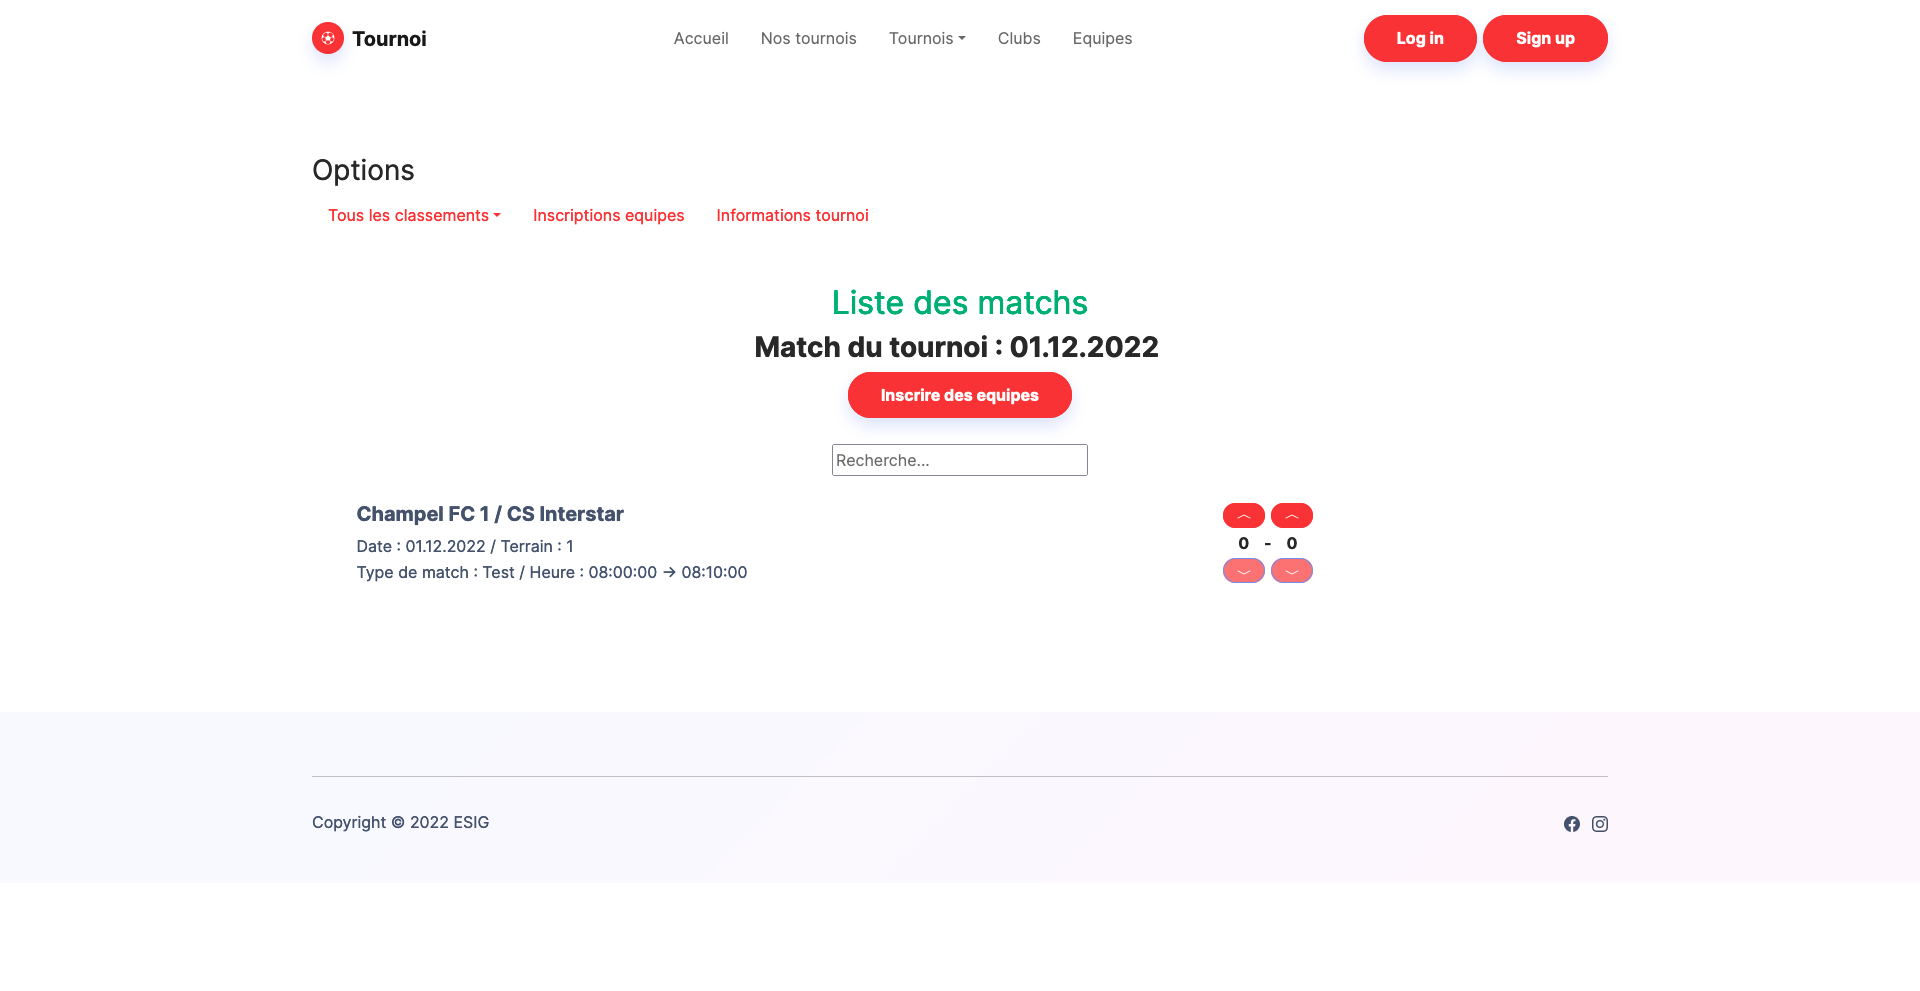 Tournoi
Accueil Nos tournois Tournois Clubs Equipes
Log in Sign up
Options
Tous les classements Inscriptions equipes Informations tournoi
Liste des matchs
Match du tournoi : 01.12.2022
Inscrire des equipes
Recherche...
Champel FC 1 / CS Interstar
Date : 01.12.2022 / Terrain : 1
Type de match : Test / Heure : 08:00:00 → 08:10:00
0 - 0
Copyright © 2022 ESIG